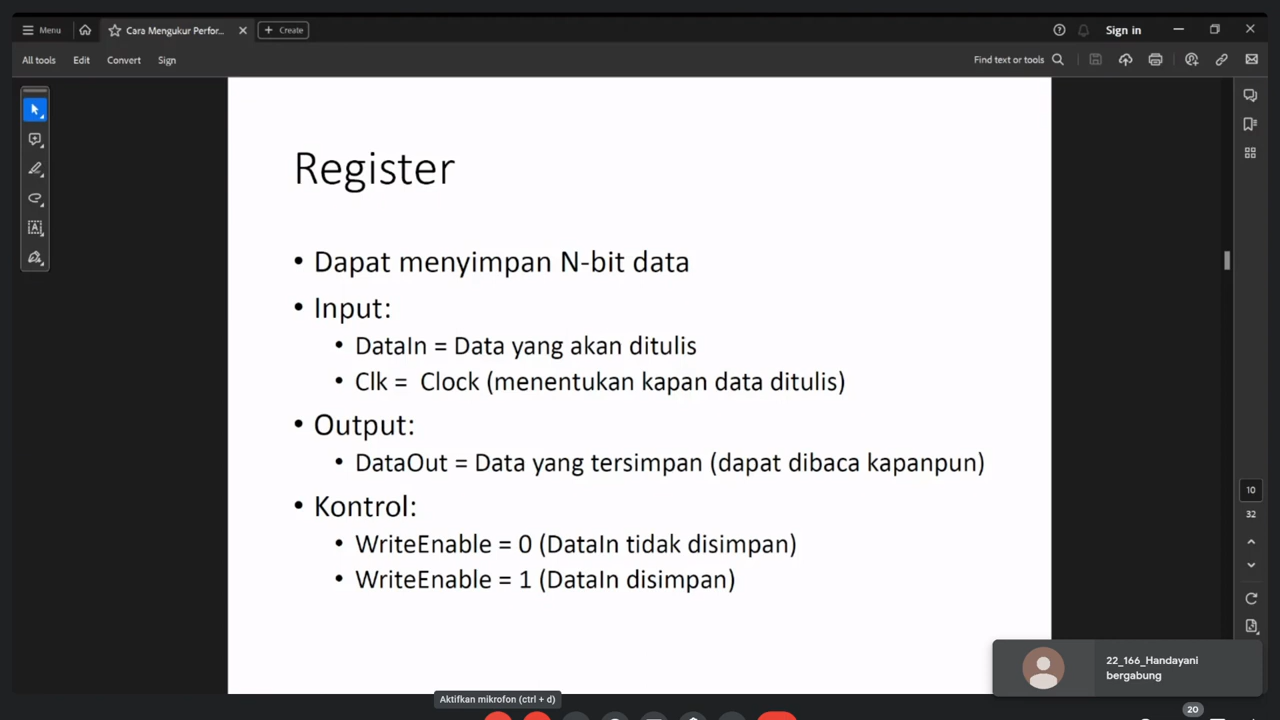 Menu
Cara Mengukur Perfor...
Create
Sign in
All tools
Edit
Convert
Sign
Find text or tools
Register
• Dapat menyimpan N-bit data
• Input:
• DataIn = Data yang akan ditulis
• Clk = Clock (menentukan kapan data ditulis)
• Output:
• DataOut = Data yang tersimpan (dapat dibaca kapanpun)
• Kontrol:
• WriteEnable = 0 (DataIn tidak disimpan)
• WriteEnable = 1 (DataIn disimpan)
10
32
22_166_Handayani
bergabung
Aktifkan mikrofon (ctrl + d)
20